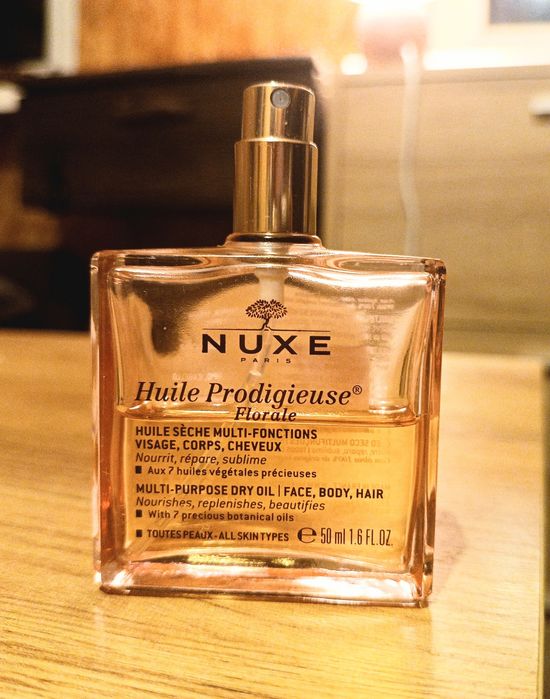 NUXE
PARIS
Huile Prodigieuse®
Florale
HUILE SÈCHE MULTI-FONCTIONS
VISAGE, CORPS, CHEVEUX
Nourrit, répare, sublime
■ Aux 7 huiles végétales précieuses
MULTI-PURPOSE DRY OIL | FACE, BODY, HAIR
Nourishes, replenishes, beautifies
■ With 7 precious botanical oils
■ TOUTES PEAUX - ALL SKIN TYPES ℮ 50 ml 1.6 FL.OZ.